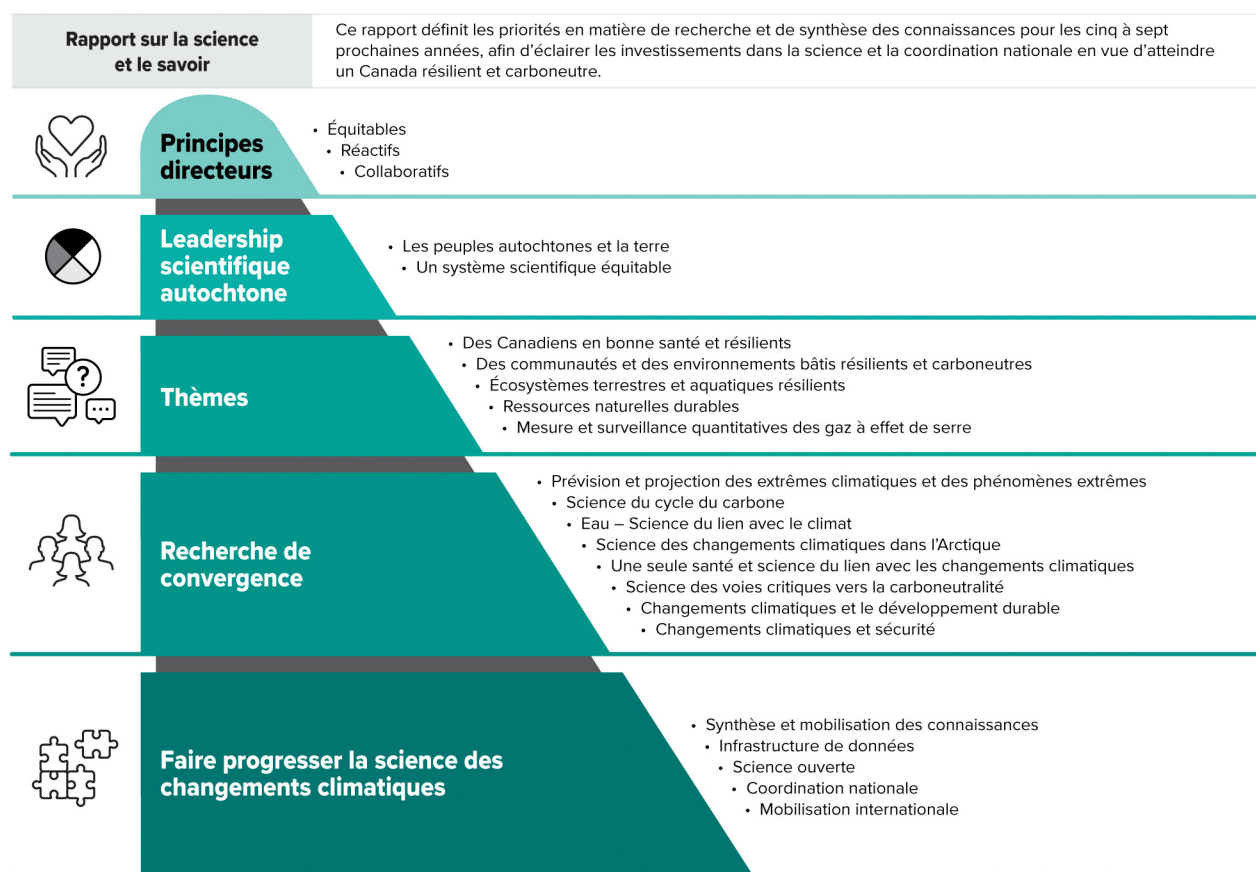 Rapport sur la science
et le savoir
Ce rapport définit les priorités en matière de recherche et de synthèse des connaissances pour les cinq à sept
prochaines années, afin d’éclairer les investissements dans la science et la coordination nationale en vue d’atteindre
un Canada résilient et carboneutre.
Principes
directeurs
• Équitables
• Réactifs
• Collaboratifs
Leadership
scientifique
autochtone
• Les peuples autochtones et la terre
• Un système scientifique équitable
?
Thèmes
• Des Canadiens en bonne santé et résilients
• Des communautés et des environnements bâtis résilients et carboneutres
• Écosystèmes terrestres et aquatiques résilients
• Ressources naturelles durables
• Mesure et surveillance quantitatives des gaz à effet de serre
Recherche de
convergence
• Prévision et projection des extrêmes climatiques et des phénomènes extrêmes
• Science du cycle du carbone
• Eau – Science du lien avec le climat
• Science des changements climatiques dans l’Arctique
• Une seule santé et science du lien avec les changements climatiques
• Science des voies critiques vers la carboneutralité
• Changements climatiques et le développement durable
• Changements climatiques et sécurité
Faire progresser la science des
changements climatiques
• Synthèse et mobilisation des connaissances
• Infrastructure de données
• Science ouverte
• Coordination nationale
• Mobilisation internationale